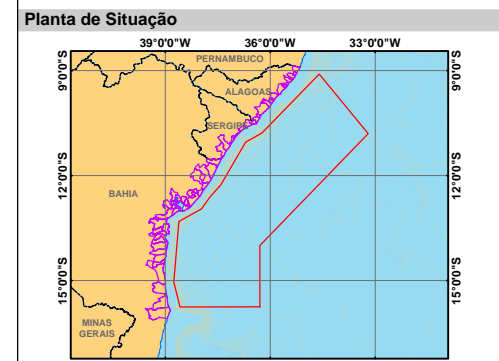 Planta de Situação
39°0'0"W 36°0'0"W 33°0'0"W
9°0'0"S 9°0'0"S
PERNAMBUCO
ALAGOAS
SERGIPE
12°0'0"S 12°0'0"S
BAHIA
15°0'0"S 15°0'0"S
MINAS
GERAIS